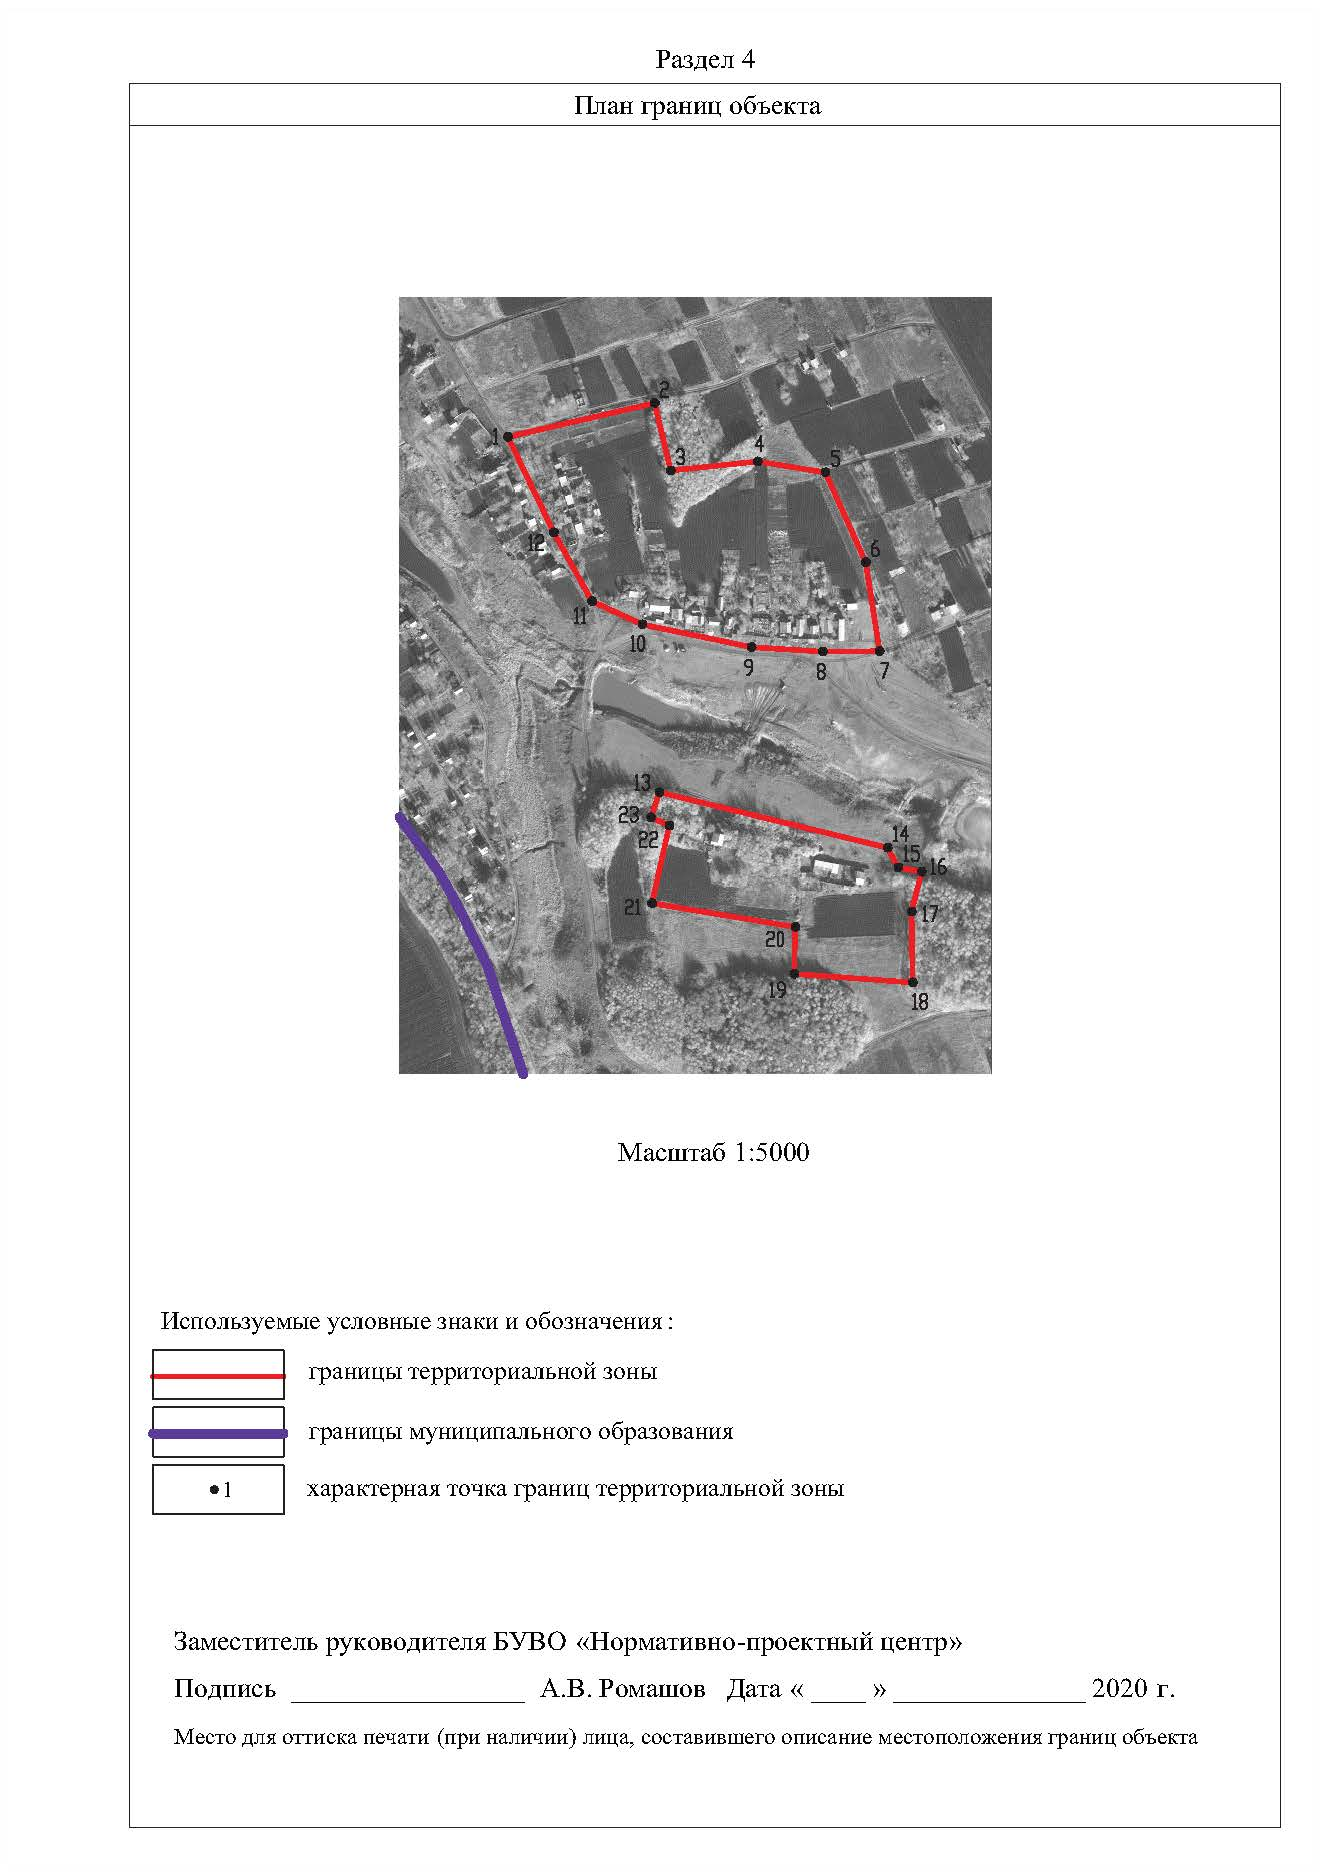 Раздел 4
План границ объекта
2
1
3
4
5
6
12
11
10
9
8
7
13
23
22
14
15
16
21
17
20
19
18
Масштаб 1:5000
Используемые условные знаки и обозначения:
границы территориальной зоны
границы муниципального образования
1 характерная точка границ территориальной зоны
Заместитель руководителя БУВО «Нормативно-проектный центр»
Подпись _________________ А.В. Ромашов Дата « ____ » ______________ 2020 г.
Место для оттиска печати (при наличии) лица, составившего описание местоположения границ объекта